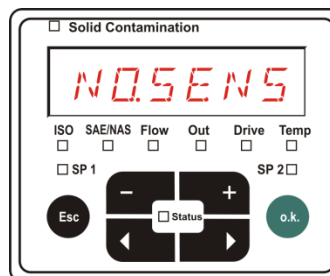 Solid Contamination
NO.SENS
ISO SAE/NAS Flow Out Drive Temp
SP 1 SP 2
- +
Esc Status o.k.